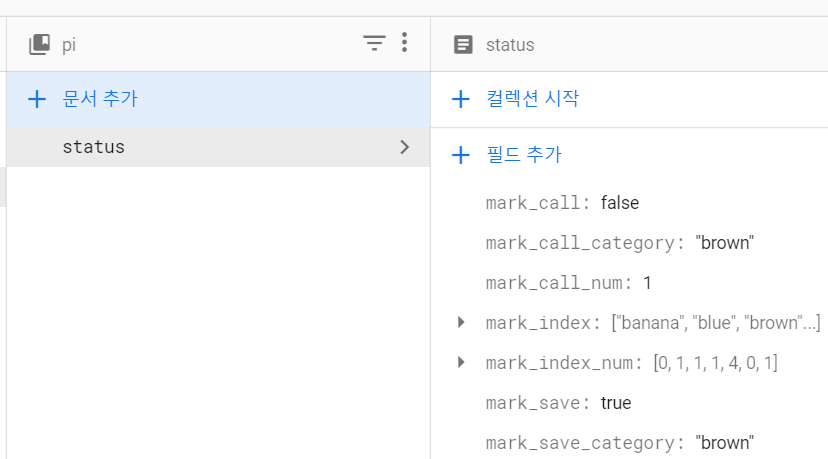 pi
문서 추가
status
status
컬렉션 시작
필드 추가
mark_call: false
mark_call_category: "brown"
mark_call_num: 1
mark_index: ["banana", "blue", "brown"...]
mark_index_num: [0, 1, 1, 1, 4, 0, 1]
mark_save: true
mark_save_category: "brown"